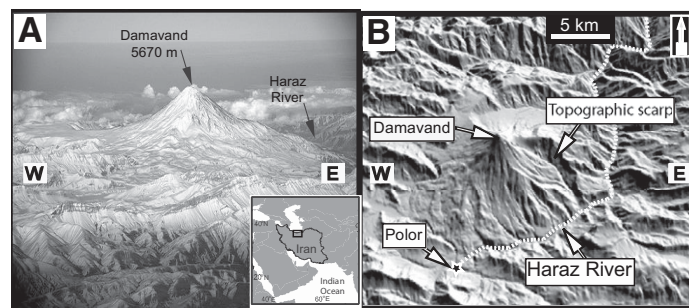 A
Damavand
5670 m
Haraz
River
W
E
40°N
20°N
40°E
60°E
Iran
Indian
Ocean
B
5 km
Damavand
Topographic scarp
W
E
Polor
Haraz River